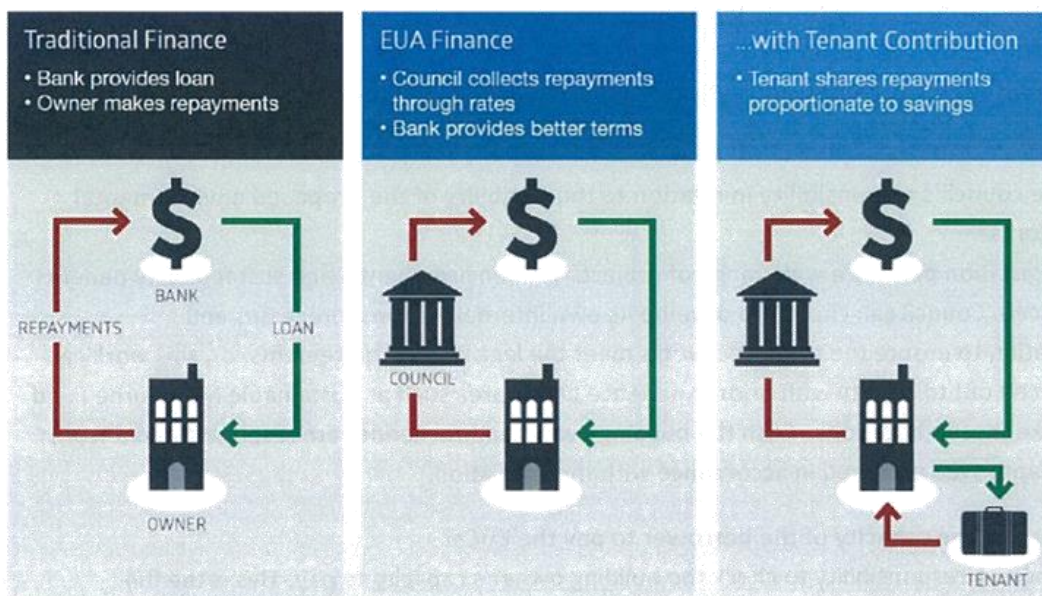 Traditional Finance
• Bank provides loan
• Owner makes repayments
EUA Finance
• Council collects repayments
through rates
• Bank provides better terms
...with Tenant Contribution
• Tenant shares repayments
proportionate to savings
$
BANK
REPAYMENTS
LOAN
OWNER
$
COUNCIL
$
TENANT